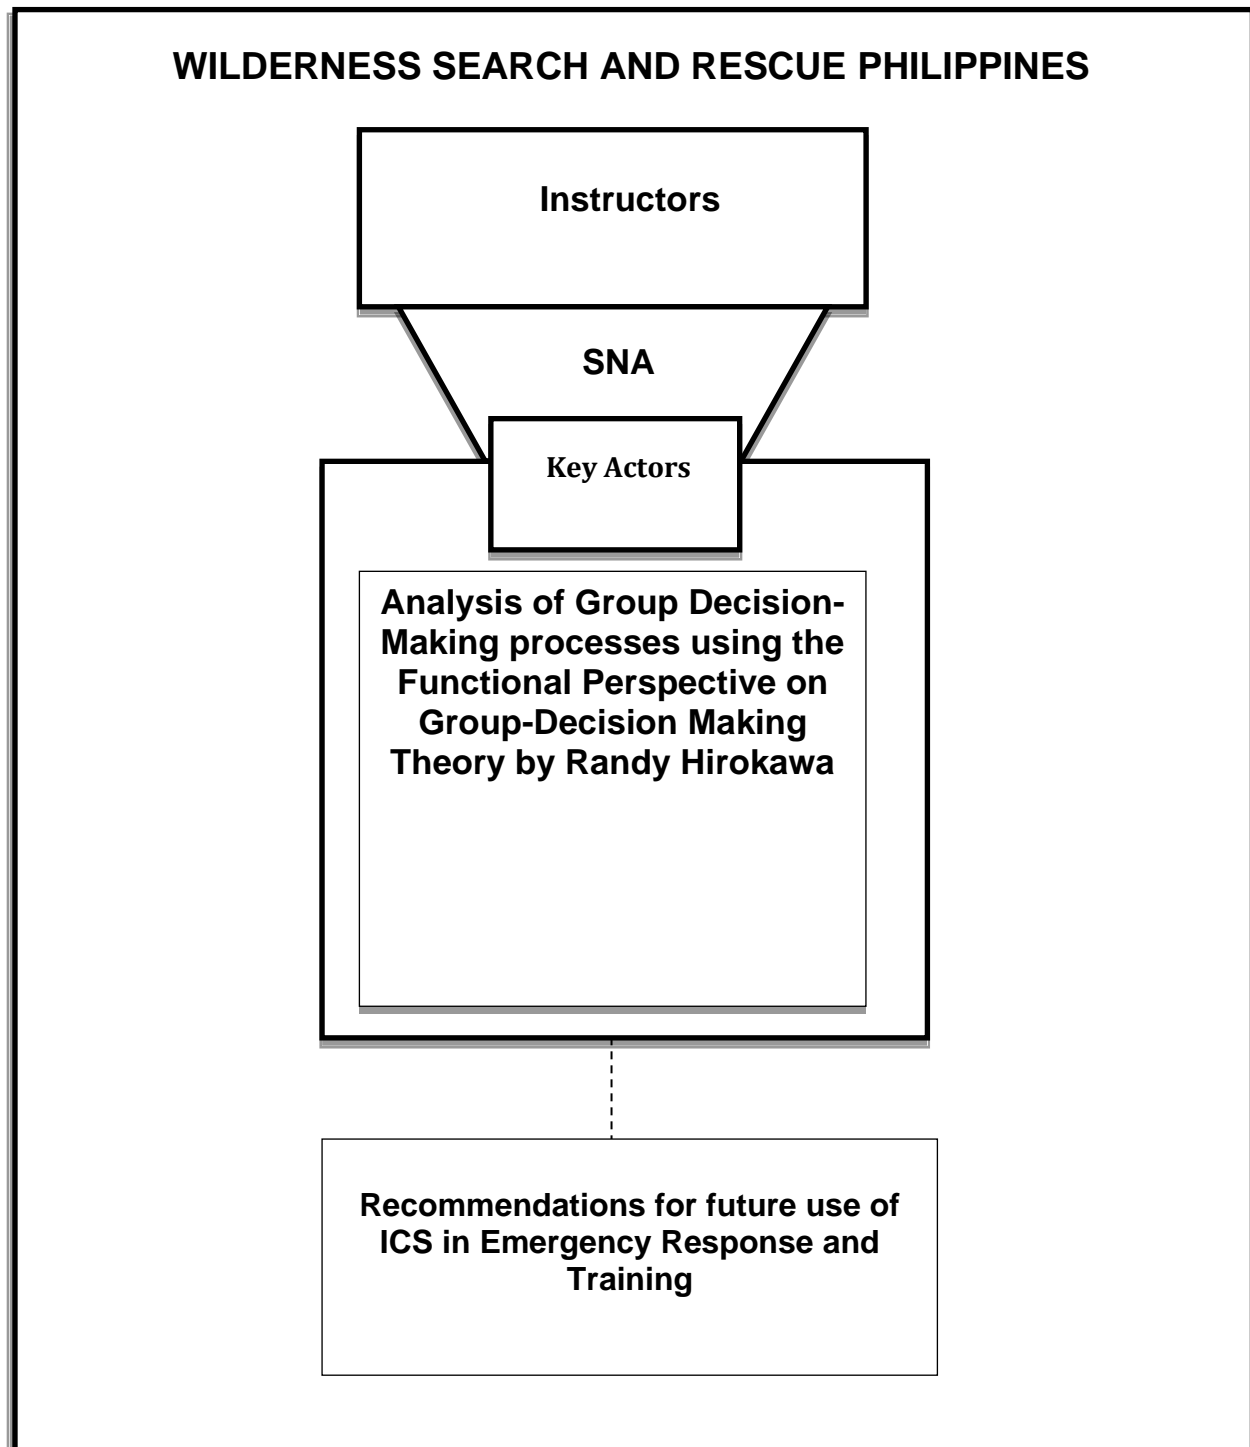 WILDERNESS SEARCH AND RESCUE PHILIPPINES
Instructors
SNA
Key Actors
Analysis of Group Decision-
Making processes using the
Functional Perspective on
Group-Decision Making
Theory by Randy Hirokawa
Recommendations for future use of
ICS in Emergency Response and
Training